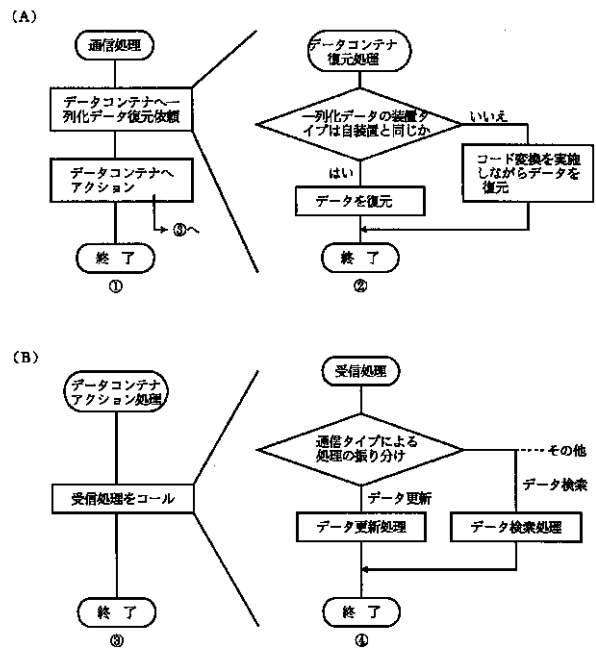 (A)
通信処理
データコンテナへ一
列化データ復元依頼
データコンテナへ
アクション
③へ
終 了
①
データコンテナ
復元処理
一列化データの装置タ
イプは自装置と同じか
いいえ
はい
コード変換を実施
しながらデータを
復元
データを復元
終 了
②
(B)
データコンテナ
アクション処理
受信処理をコール
終 了
③
受信処理
通信タイプによる
処理の振り分け
その他
データ検索
データ更新
データ更新処理
データ検索処理
終 了
④